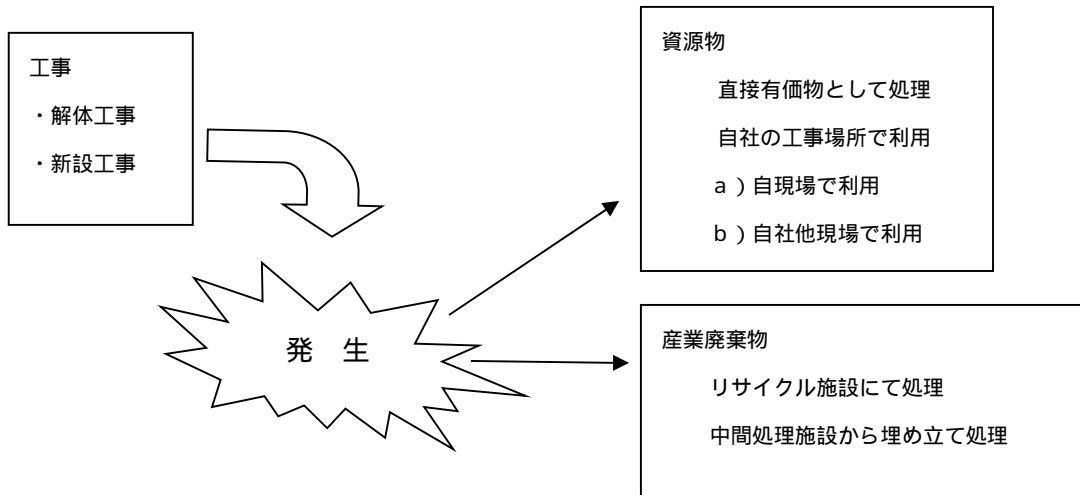 工事
・解体工事
・新設工事
発 生
資源物
直接有価物として処理
自社の工事場所で利用
a）自現場で利用
b）自社他現場で利用
産業廃棄物
リサイクル施設にて処理
中間処理施設から埋め立て処理